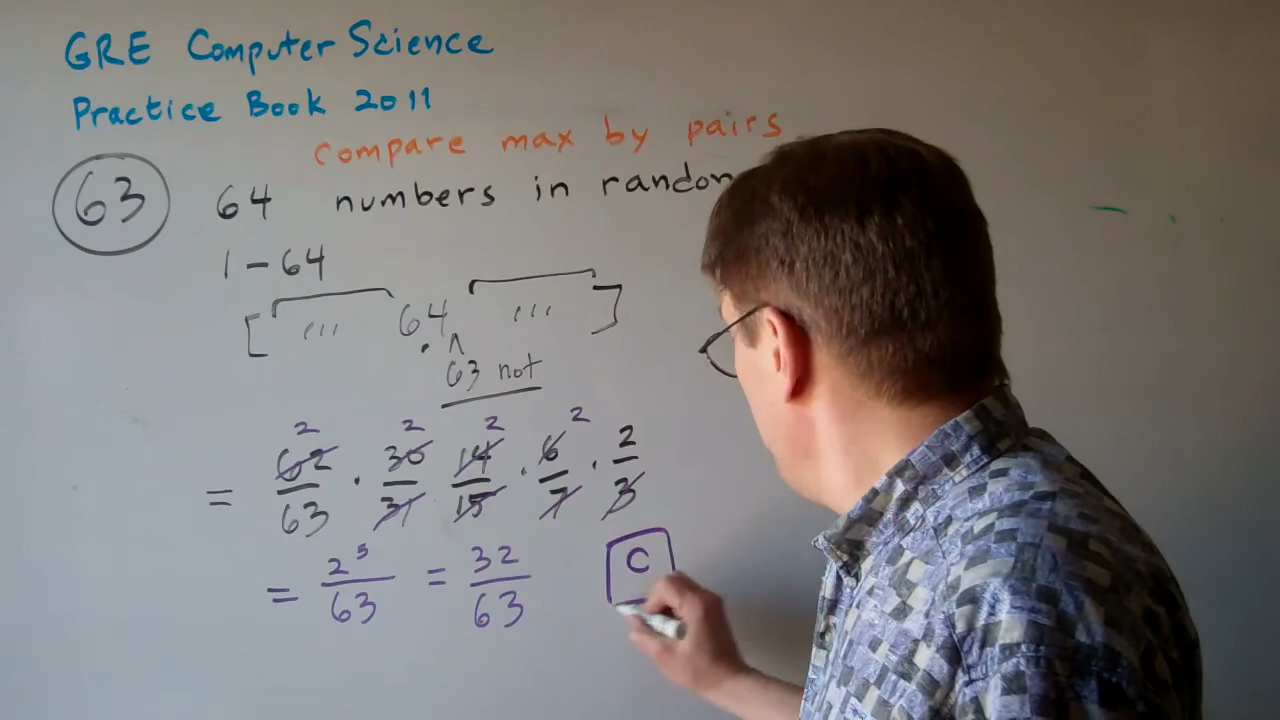 GRE Computer Science
Practice Book 2011
compare max by pairs
63 64 numbers in random
1 - 64
[ ... 64 ... ]
^
63 not
2 2 2 2
= 62/63 · 30/31 14/15 · 6/7 · 2/3
= 2^5/63 = 32/63 C